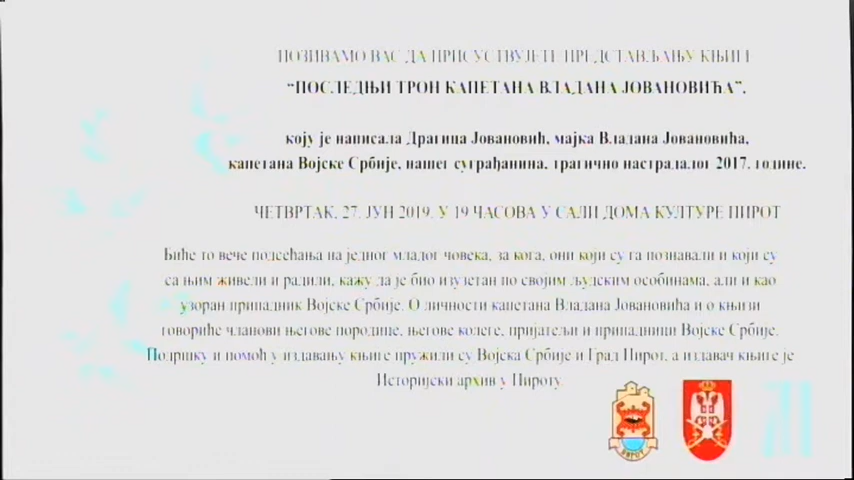 ПОЗИВАМО ВАС ДА ПРИСУСТВУЈЕТЕ ПРЕДСТАВЉАЊУ КЊИГЕ
“ПОСЛЕДЊИ ТРОН КАПЕТАНА ВЛАДАНА ЈОВАНОВИЋА”,
коју је написала Драгица Јовановић, мајка Владана Јовановића,
капетана Војске Србије, нашег суграђанина, трагично настрадалог 2017. године.
ЧЕТВРТАК, 27. ЈУН 2019. У 19 ЧАСОВА У САЛИ ДОМА КУЛТУРЕ ПИРОТ
Биће то вече подсећања на једног младог човека, за кога, они који су га познавали и који су
са њим живели и радили, кажу да је био изузетан по својим људским особинама, али и као
узоран припадник Војске Србије. О личности капетана Владана Јовановића и о књизи
говориће чланови његове породице, његове колеге, пријатељи и припадници Војске Србије.
Подршку и помоћ у издавању књиге пружили су Војска Србије и Град Пирот, а издавач књиге је
Историјски архив у Пироту.
ПИРОТ